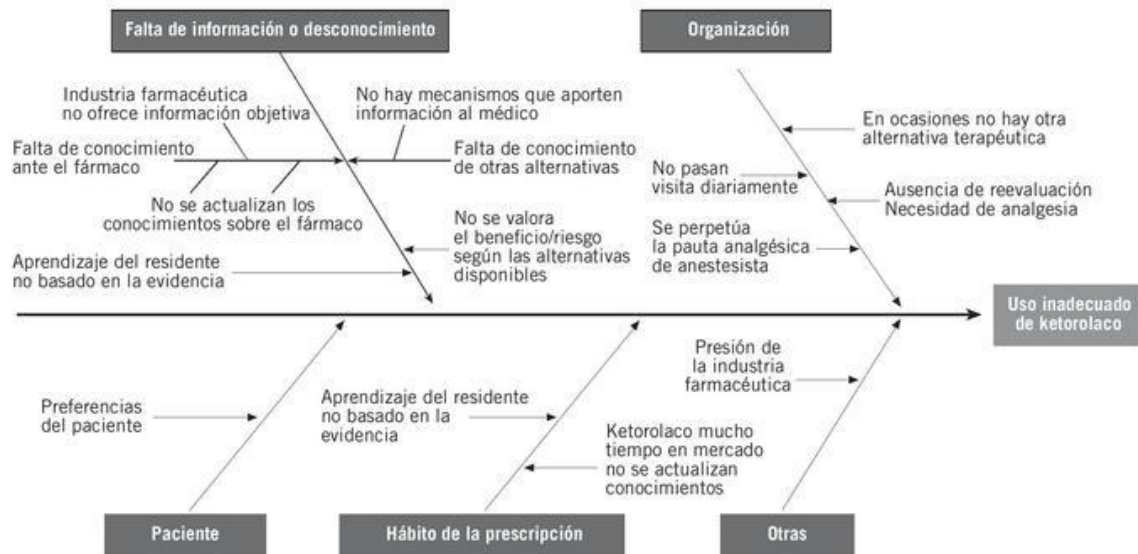 Falta de información o desconocimiento
Organización
Industria farmacéutica
no ofrece información objetiva
No hay mecanismos que aporten
información al médico
En ocasiones no hay otra
alternativa terapéutica
Falta de conocimiento
ante el fármaco
Falta de conocimiento
de otras alternativas
No pasan
visita diariamente
Ausencia de reevaluación
Necesidad de analgesia
No se actualizan los
conocimientos sobre el fármaco
No se valora
el beneficio/riesgo
según las alternativas
disponibles
Se perpetúa
la pauta analgésica
de anestesista
Aprendizaje del residente
no basado en la evidencia
Uso inadecuado
de ketorolaco
Presión de
la industria
farmacéutica
Preferencias
del paciente
Aprendizaje del residente
no basado en la
evidencia
Ketorolaco mucho
tiempo en mercado
no se actualizan
conocimientos
Paciente
Hábito de la prescripción
Otras